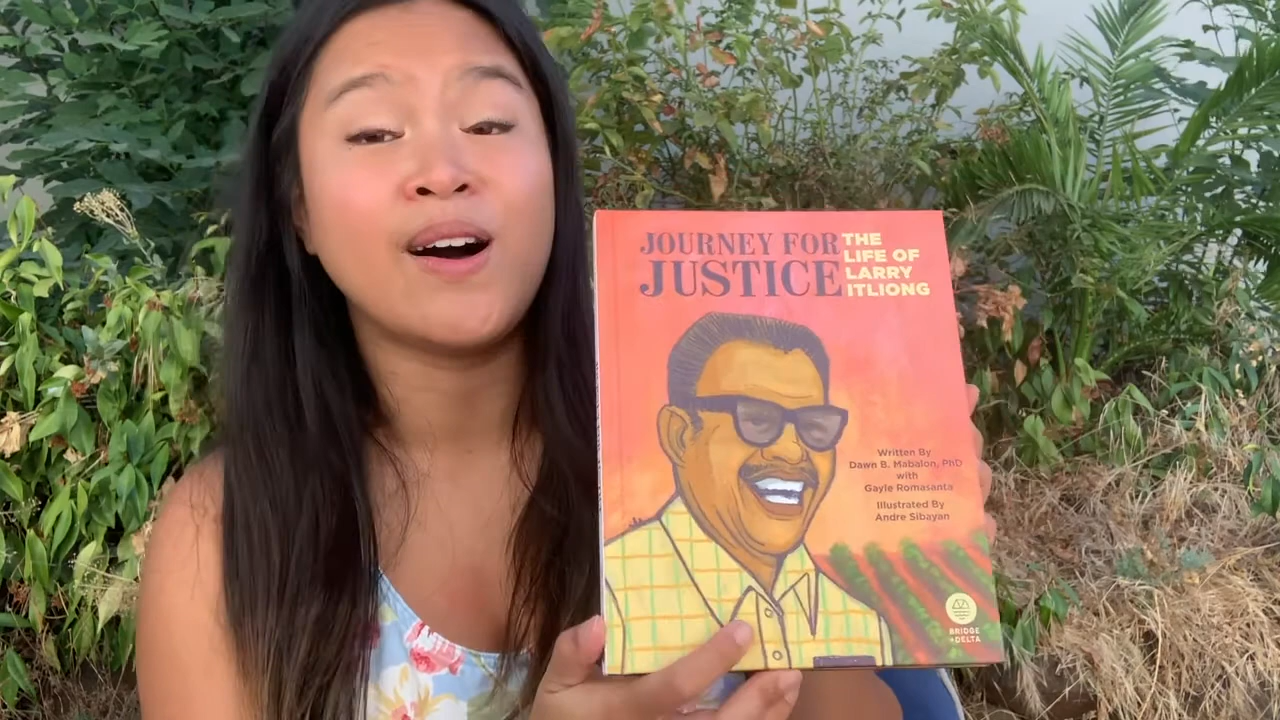 JOURNEY FOR
JUSTICE
THE
LIFE OF
LARRY
ITLIONG
Written By
Dawn B. Mabalon, PhD
with
Gayle Romasanta
Illustrated By
Andre Sibayan
BRIDGE
+DELTA